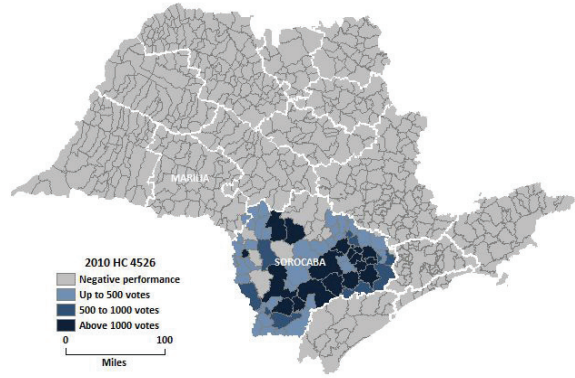 MARILIA
SOROCABA
2010 HC 4526
Negative performance
Up to 500 votes
500 to 1000 votes
Above 1000 votes
0 100
Miles